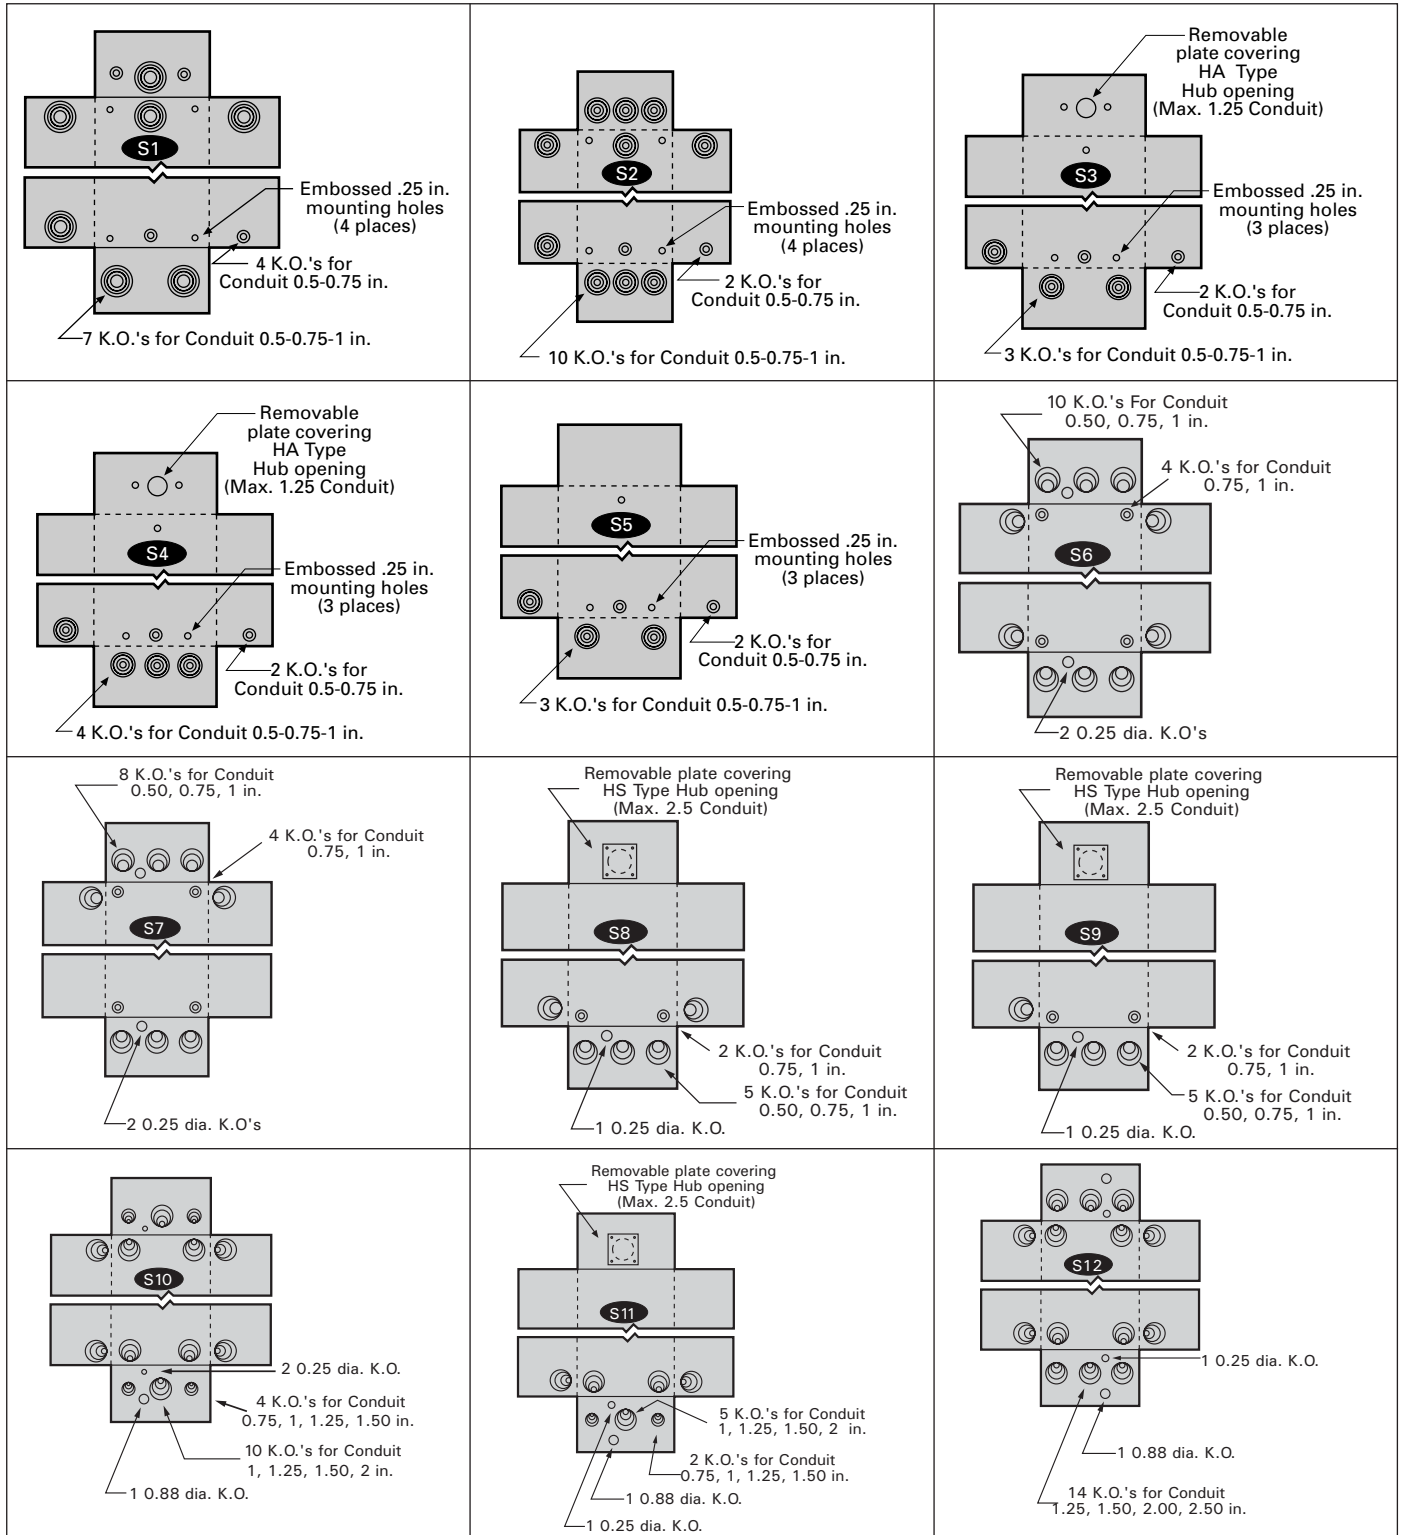 S1
Embossed .25 in.
mounting holes
(4 places)
4 K.O.'s for
Conduit 0.5-0.75 in.
7 K.O.'s for Conduit 0.5-0.75-1 in.
S2
Embossed .25 in.
mounting holes
(4 places)
2 K.O.'s for
Conduit 0.5-0.75 in.
10 K.O.'s for Conduit 0.5-0.75-1 in.
Removable
plate covering
HA Type
Hub opening
(Max. 1.25 Conduit)
S3
Embossed .25 in.
mounting holes
(3 places)
2 K.O.'s for
Conduit 0.5-0.75 in.
3 K.O.'s for Conduit 0.5-0.75-1 in.
Removable
plate covering
HA Type
Hub opening
(Max. 1.25 Conduit)
S4
Embossed .25 in.
mounting holes
(3 places)
2 K.O.'s for
Conduit 0.5-0.75 in.
4 K.O.'s for Conduit 0.5-0.75-1 in.
S5
Embossed .25 in.
mounting holes
(3 places)
2 K.O.'s for
Conduit 0.5-0.75 in.
3 K.O.'s for Conduit 0.5-0.75-1 in.
10 K.O.'s For Conduit
0.50, 0.75, 1 in.
4 K.O.'s for Conduit
0.75, 1 in.
S6
2 0.25 dia. K.O's
8 K.O.'s for Conduit
0.50, 0.75, 1 in.
4 K.O.'s for Conduit
0.75, 1 in.
S7
2 0.25 dia. K.O's
Removable plate covering
HS Type Hub opening
(Max. 2.5 Conduit)
S8
2 K.O.'s for Conduit
0.75, 1 in.
5 K.O.'s for Conduit
0.50, 0.75, 1 in.
1 0.25 dia. K.O.
Removable plate covering
HS Type Hub opening
(Max. 2.5 Conduit)
S9
2 K.O.'s for Conduit
0.75, 1 in.
5 K.O.'s for Conduit
0.50, 0.75, 1 in.
1 0.25 dia. K.O.
S10
2 0.25 dia. K.O.
4 K.O.'s for Conduit
0.75, 1, 1.25, 1.50 in.
10 K.O.'s for Conduit
1, 1.25, 1.50, 2 in.
1 0.88 dia. K.O.
Removable plate covering
HS Type Hub opening
(Max. 2.5 Conduit)
S11
5 K.O.'s for Conduit
1, 1.25, 1.50, 2 in.
2 K.O.'s for Conduit
0.75, 1, 1.25, 1.50 in.
1 0.88 dia. K.O.
1 0.25 dia. K.O.
S12
1 0.25 dia. K.O.
1 0.88 dia. K.O.
14 K.O.'s for Conduit
1.25, 1.50, 2.00, 2.50 in.